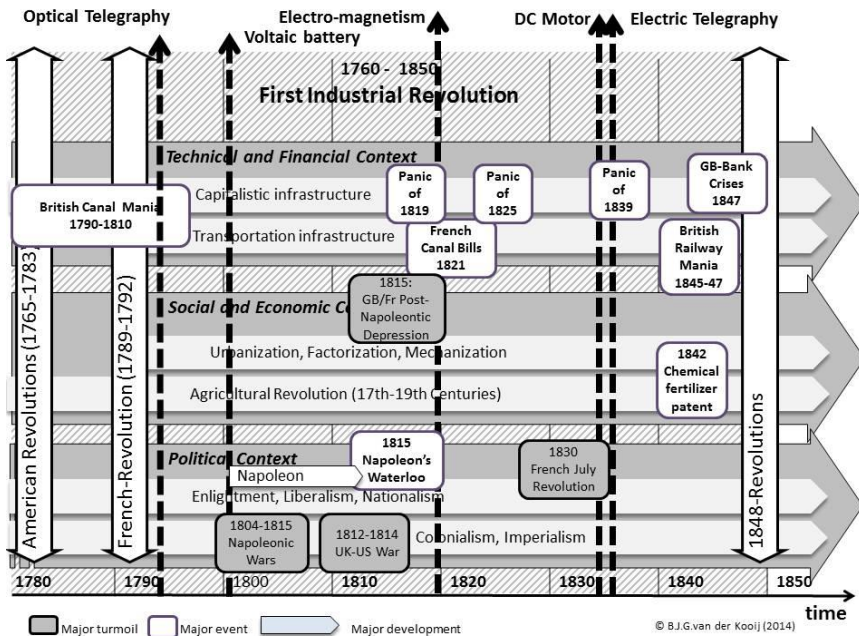 Optical Telegraphy
Voltaic battery
Electro-magnetism
DC Motor
Electric Telegraphy
1760 - 1850
First Industrial Revolution
Technical and Financial Context
Capitalistic infrastructure
Transportation infrastructure
British Canal Mania
1790-1810
Panic
of
1819
French
Canal Bills
1821
Panic
of
1825
Panic
of
1839
GB-Bank
Crises
1847
British
Railway
Mania
1845-47
Social and Economic Co
1815:
GB/Fr Post-
Napoleontic
Depression
Urbanization, Factorization, Mechanization
Agricultural Revolution (17th-19th Centuries)
1842
Chemical
fertilizer
patent
American Revolutions (1765-1783)
French-Revolution (1789-1792)
1848-Revolutions
Political Context
Napoleon
1815
Napoleon's
Waterloo
Enlightment, Liberalism, Nationalism
1830
French July
Revolution
1804-1815
Napoleonic
Wars
1812-1814
UK-US War
Colonialism, Imperialism
1780 1790 1800 1810 1820 1830 1840 1850
time
Major turmoil Major event Major development
© B.J.G.van der Kooij (2014)